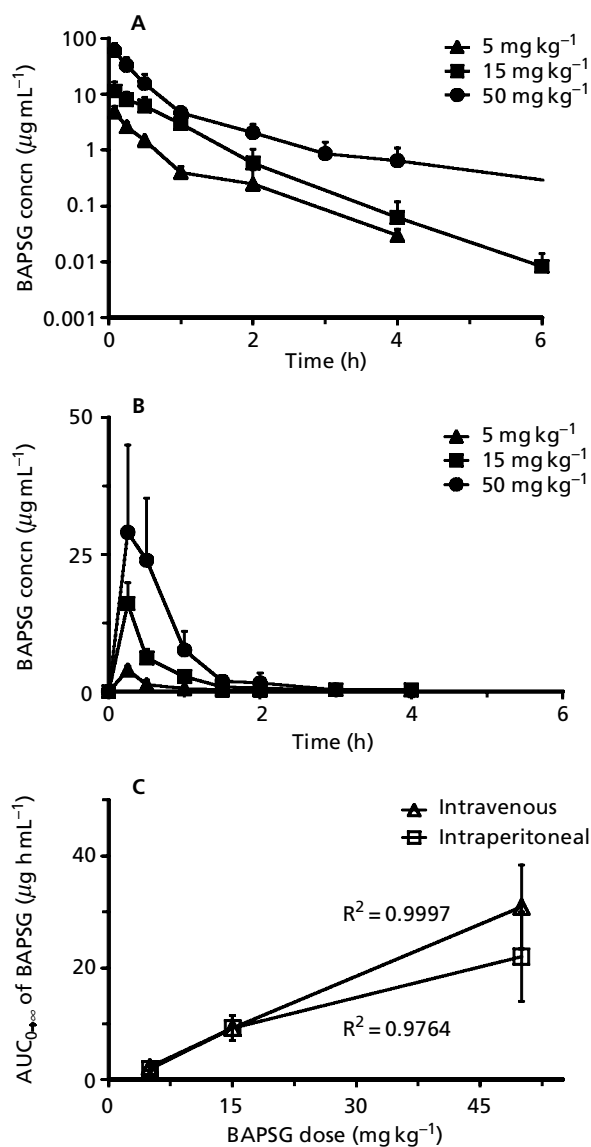 A
BAPSG concn (µg mL⁻¹)
100
10
1
0.1
0.01
0.001
5 mg kg⁻¹
15 mg kg⁻¹
50 mg kg⁻¹
0
2
4
6
Time (h)
B
BAPSG concn (µg mL⁻¹)
50
25
0
5 mg kg⁻¹
15 mg kg⁻¹
50 mg kg⁻¹
0
2
4
6
Time (h)
C
AUC₀→∞ of BAPSG (µg h mL⁻¹)
40
20
0
Intravenous
Intraperitoneal
R² = 0.9997
R² = 0.9764
0
15
30
45
BAPSG dose (mg kg⁻¹)